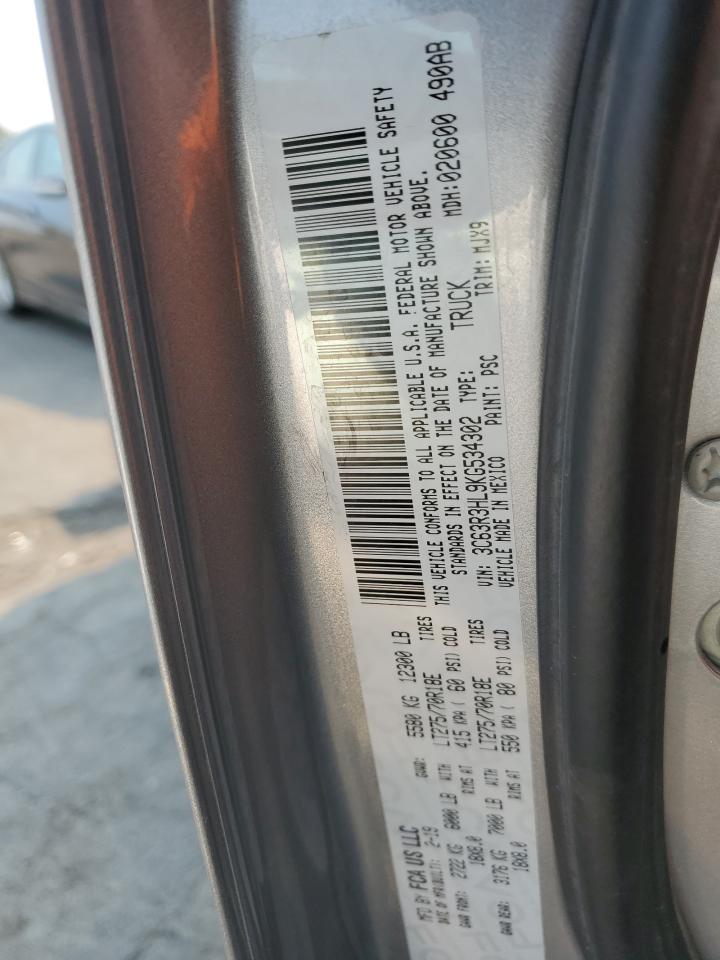 MFD BY FCA US LLC
DATE OF MFR/BUILT: 2-19 GVWR: 5580 KG 12300 LB
GAWR FRONT: 2722 KG 6000 LB WITH LT275/70R18E TIRES
18X8.0 RIMS AT 415 KPA ( 60 PSI) COLD
GAWR REAR: 3176 KG 7000 LB WITH LT275/70R18E TIRES
18X8.0 RIMS AT 550 KPA ( 80 PSI) COLD
THIS VEHICLE CONFORMS TO ALL APPLICABLE U.S.A. FEDERAL MOTOR VEHICLE SAFETY
STANDARDS IN EFFECT ON THE DATE OF MANUFACTURE SHOWN ABOVE.
VIN: 3C63R3HL9KG534302 TYPE: TRUCK MDH:020600 490AB
VEHICLE MADE IN MEXICO PAINT: PSC TRIM: MJX9